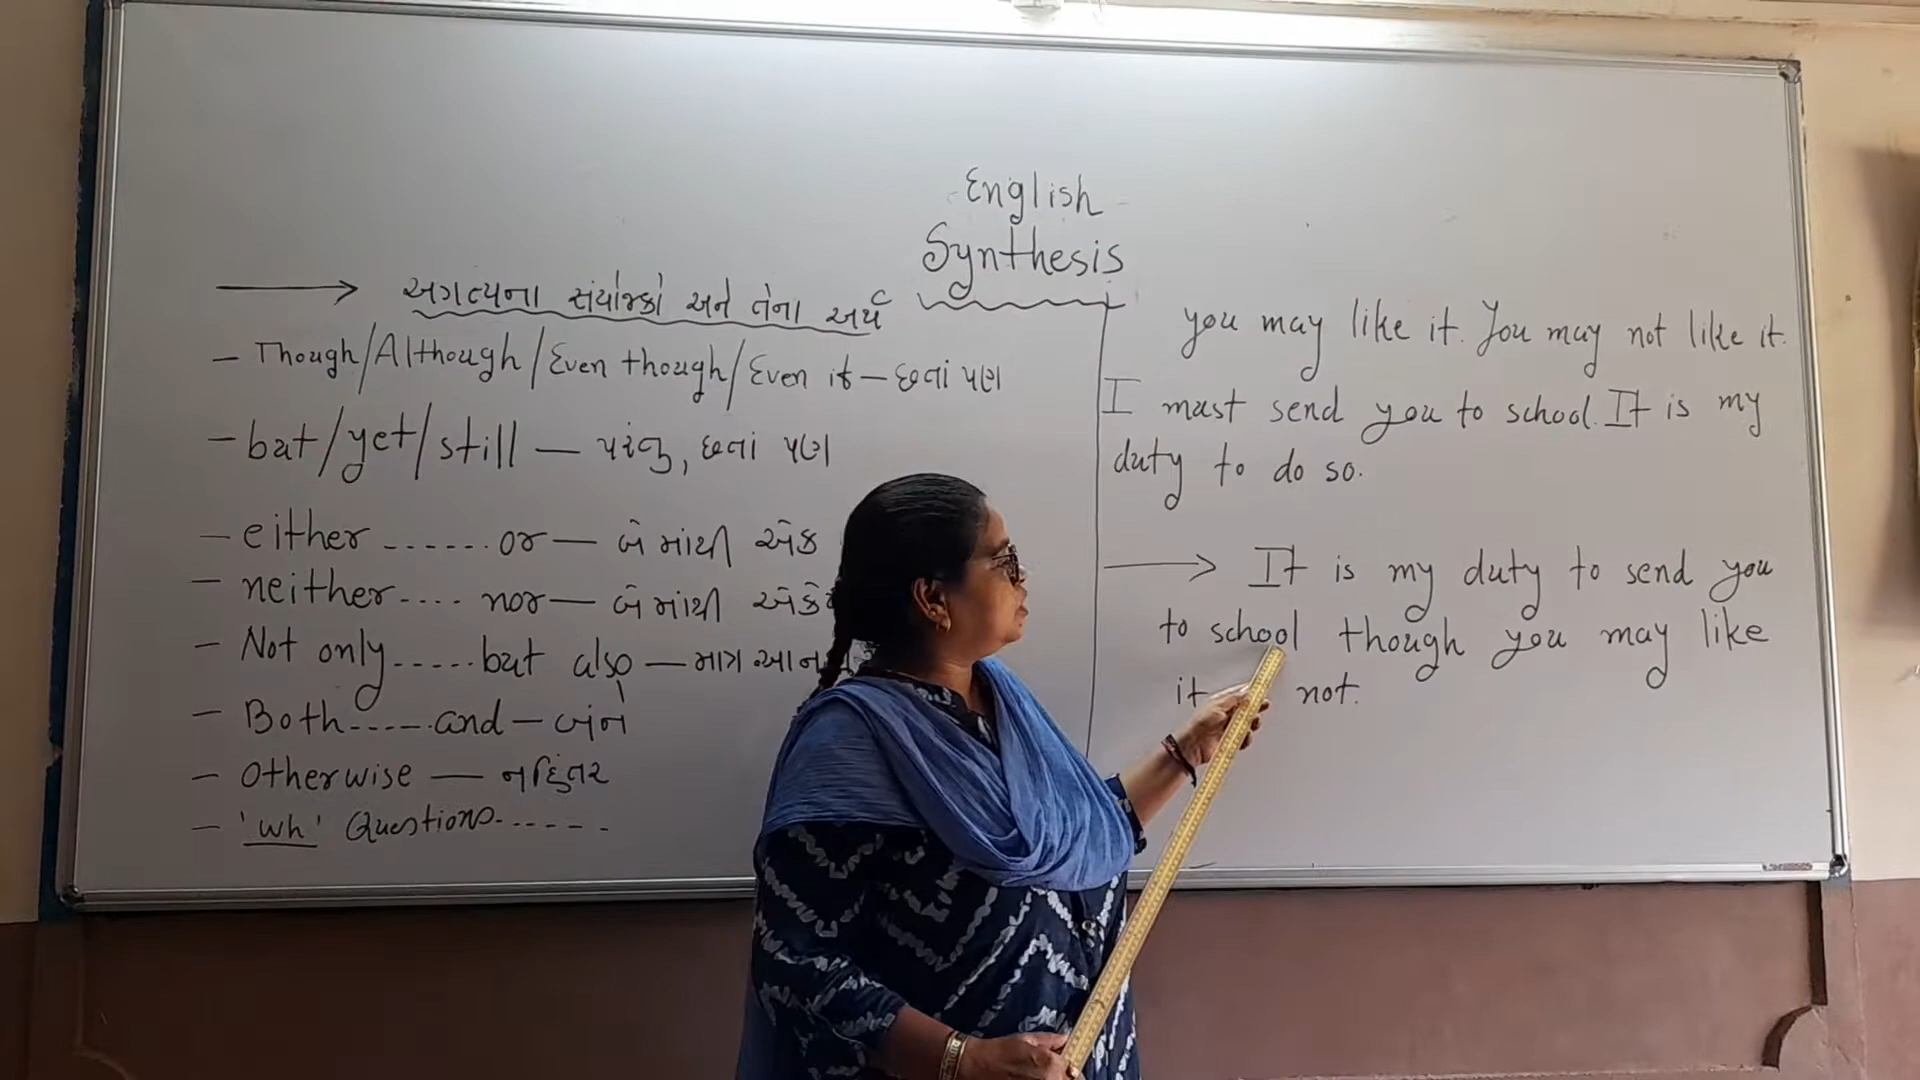 English
Synthesis
→ અગત્યના સંયોજકો અને તેના અર્થ
– Though/Although/Even though/Even if – છતાં પણ
– but/yet/still – પરંતુ, છતાં પણ
– either ...... or – બે માંથી એક
– neither .... nor – બે માંથી
– Not only ..... but also – માત્ર આ
– Both ..... and – બંને
– Otherwise – નહિતર
– 'Wh' Questions ......
you may like it. You may not like it.
I must send you to school. It is my
duty to do so.
→ It is my duty to send you
to school though you may like
it not.